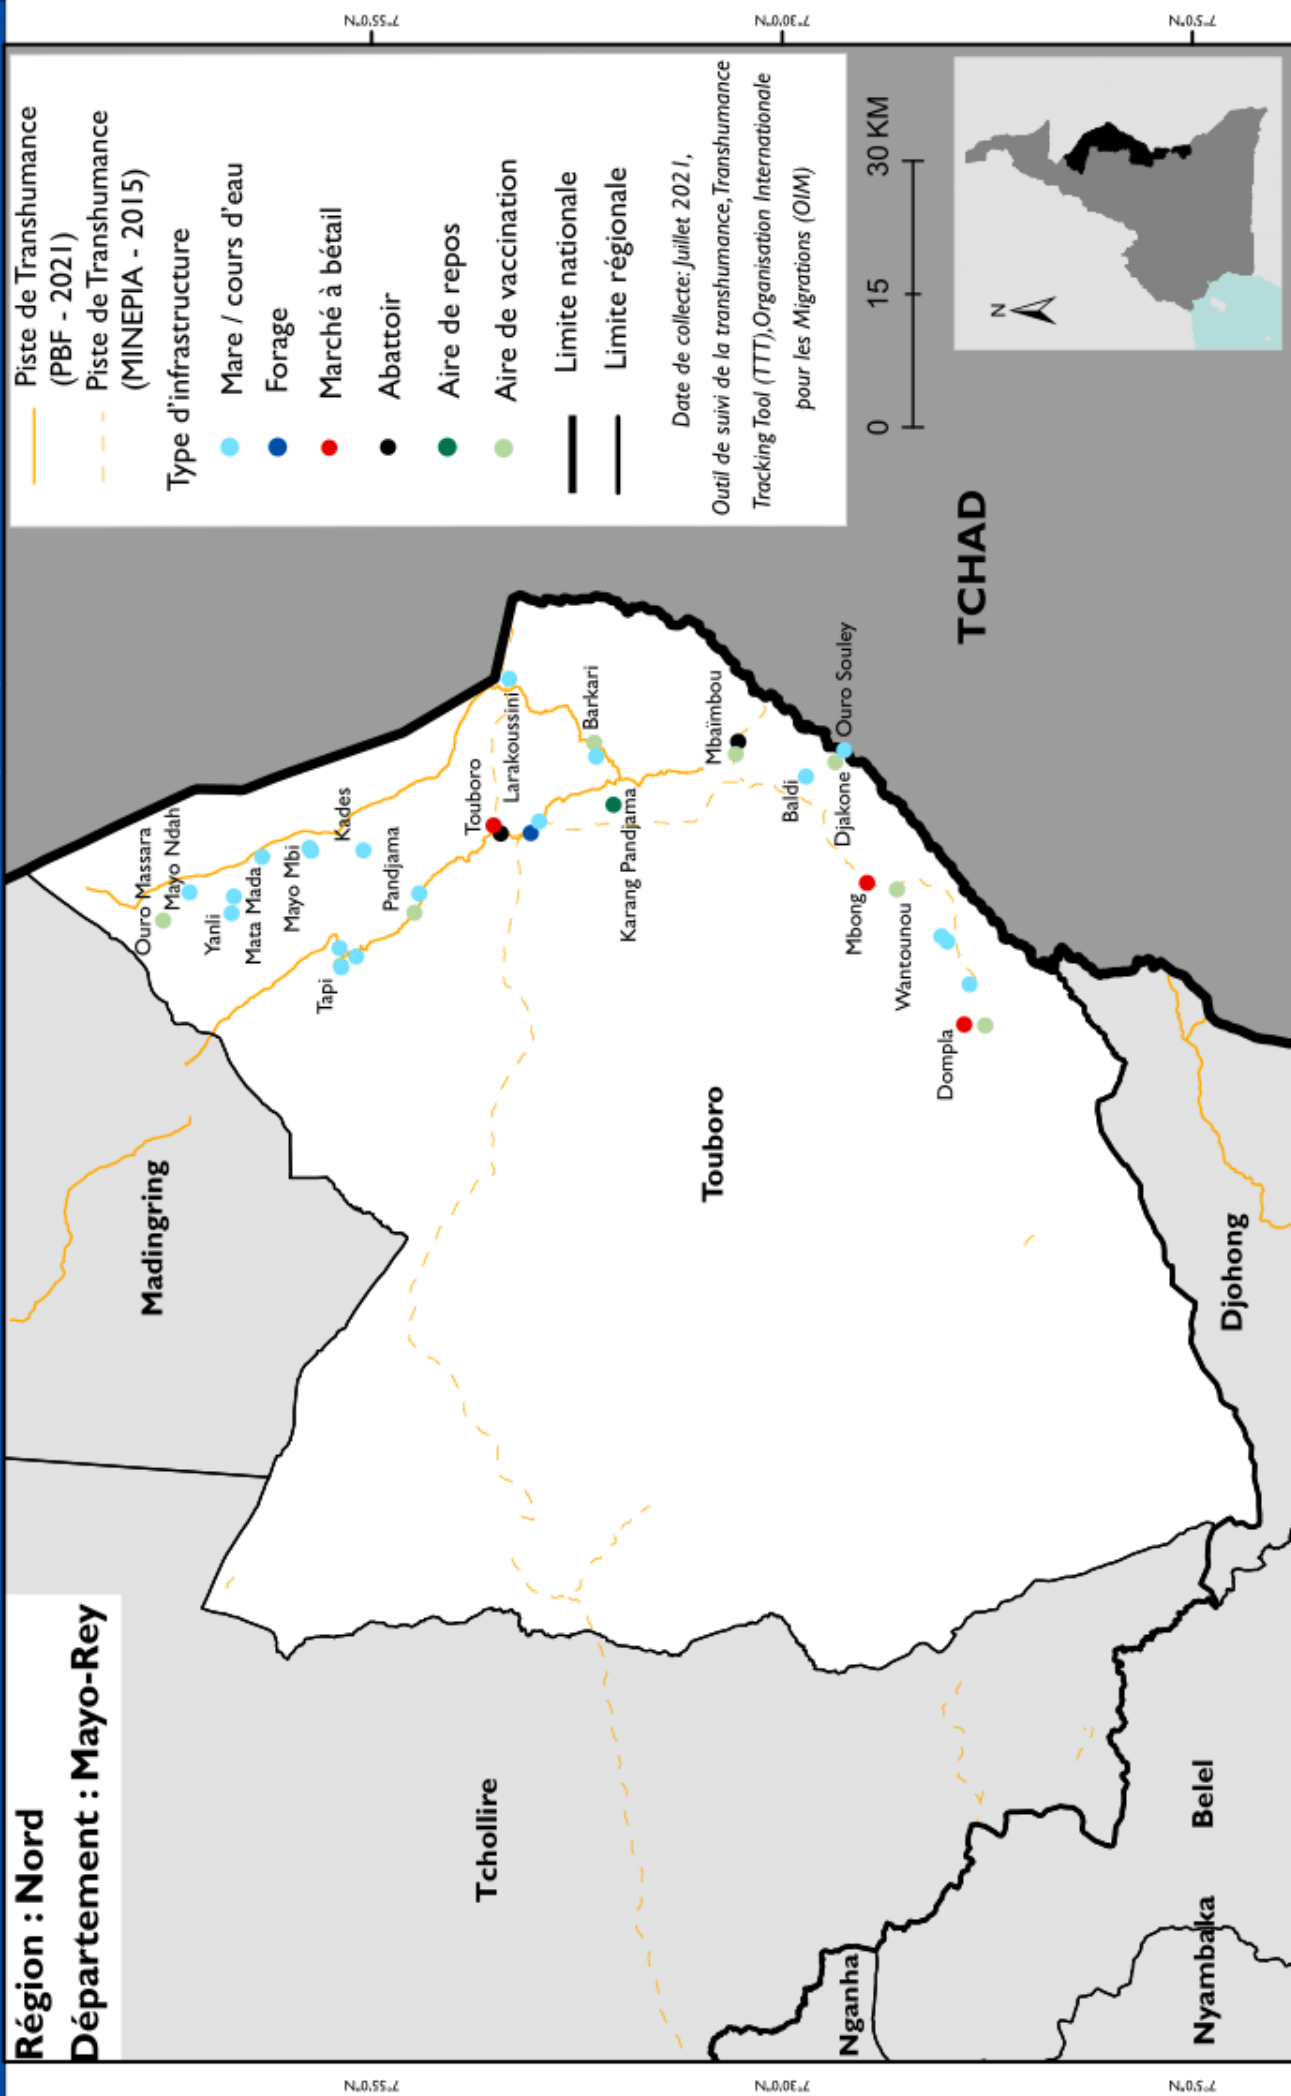 Région : Nord
Département : Mayo-Rey
Piste de Transhumance
(PBF - 2021)
Piste de Transhumance
(MINEPIA - 2015)
Type d'infrastructure
Mare / cours d'eau
Forage
Marché à bétail
Abattoir
Aire de repos
Aire de vaccination
Limite nationale
Limite régionale
Date de collecte: Juillet 2021,
Outil de suivi de la transhumance,Transhumance
Tracking Tool (TTT),Organisation Internationale
pour les Migrations (OIM)
0 15 30 KM
N
TCHAD
Madingring
Tchollire
Touboro
Djohong
Belel
Nganha
Nyambaka
Ouro Massara
Mayo Ndah
Yanli
Mata Mada
Mayo Mbi
Kades
Tapi
Pandjama
Touboro
Larakoussini
Barkari
Karang Pandjama
Mbaïmbou
Baldi
Djakone
Ouro Souley
Mbong
Wantounou
Dompla
7°55'0"N
7°30'0"N
7°5'0"N
7°55'0"N
7°30'0"N
7°5'0"N